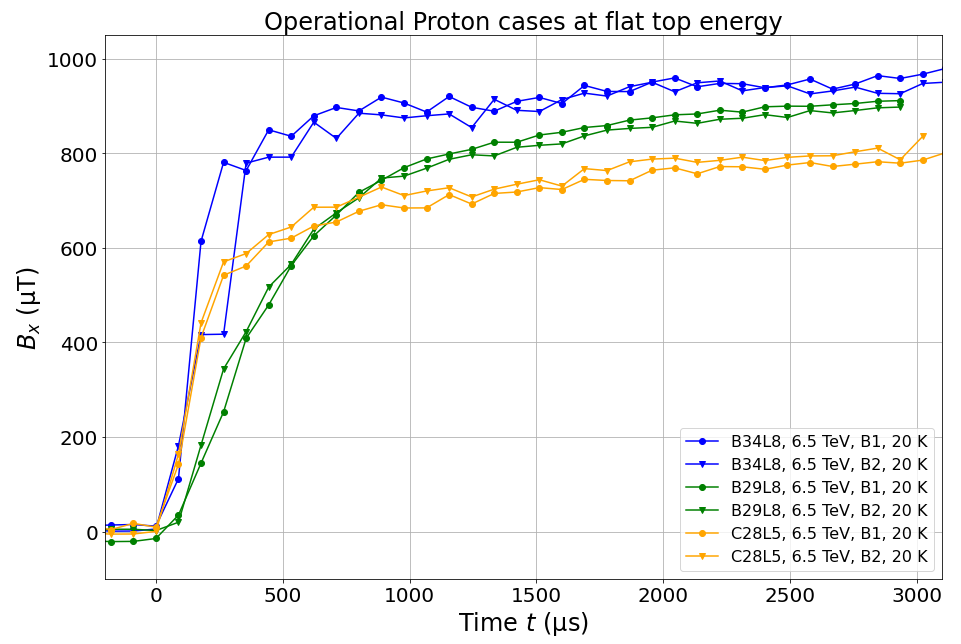 Operational Proton cases at flat top energy
1000
800
600
400
200
0
B_x (µT)
0 500 1000 1500 2000 2500 3000
Time t (µs)
B34L8, 6.5 TeV, B1, 20 K
B34L8, 6.5 TeV, B2, 20 K
B29L8, 6.5 TeV, B1, 20 K
B29L8, 6.5 TeV, B2, 20 K
C28L5, 6.5 TeV, B1, 20 K
C28L5, 6.5 TeV, B2, 20 K